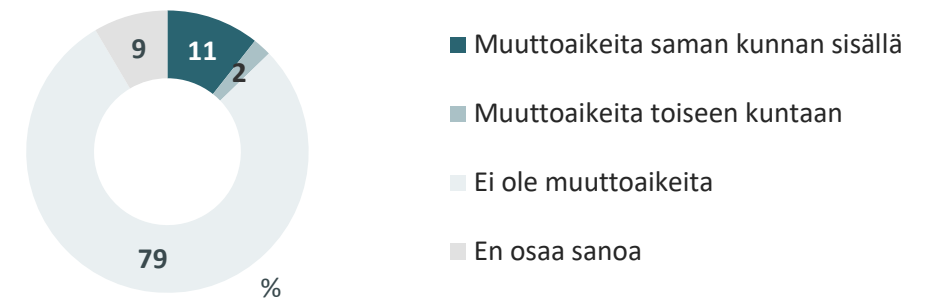 9
11
2
79
%
Muuttoaikeita saman kunnan sisällä
Muuttoaikeita toiseen kuntaan
Ei ole muuttoaikeita
En osaa sanoa